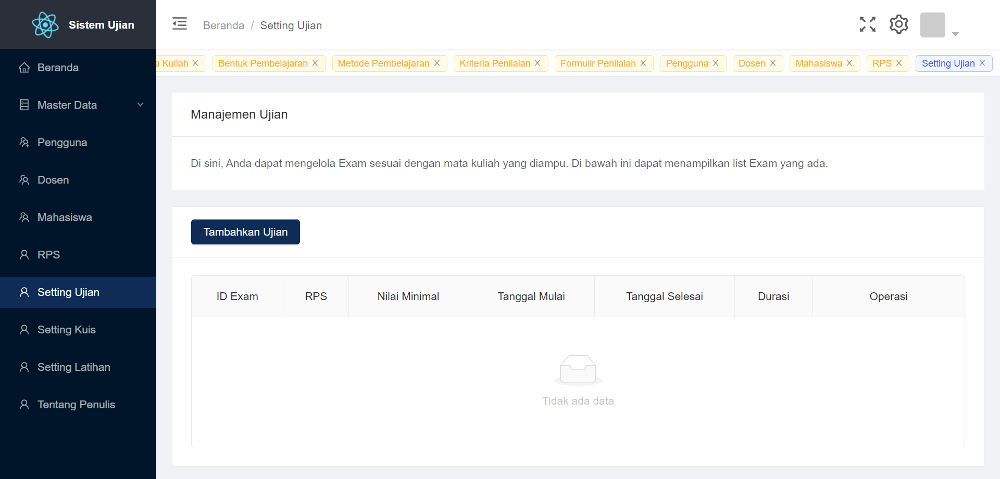 Sistem Ujian
Beranda
Master Data
Pengguna
Dosen
Mahasiswa
RPS
Setting Ujian
Setting Kuis
Setting Latihan
Tentang Penulis
Beranda / Setting Ujian
a Kuliah Bentuk Pembelajaran Metode Pembelajaran Kriteria Penilaian Formulir Penilaian Pengguna Dosen Mahasiswa RPS Setting Ujian
Manajemen Ujian
Di sini, Anda dapat mengelola Exam sesuai dengan mata kuliah yang diampu. Di bawah ini dapat menampilkan list Exam yang ada.
Tambahkan Ujian
ID Exam RPS Nilai Minimal Tanggal Mulai Tanggal Selesai Durasi Operasi
Tidak ada data